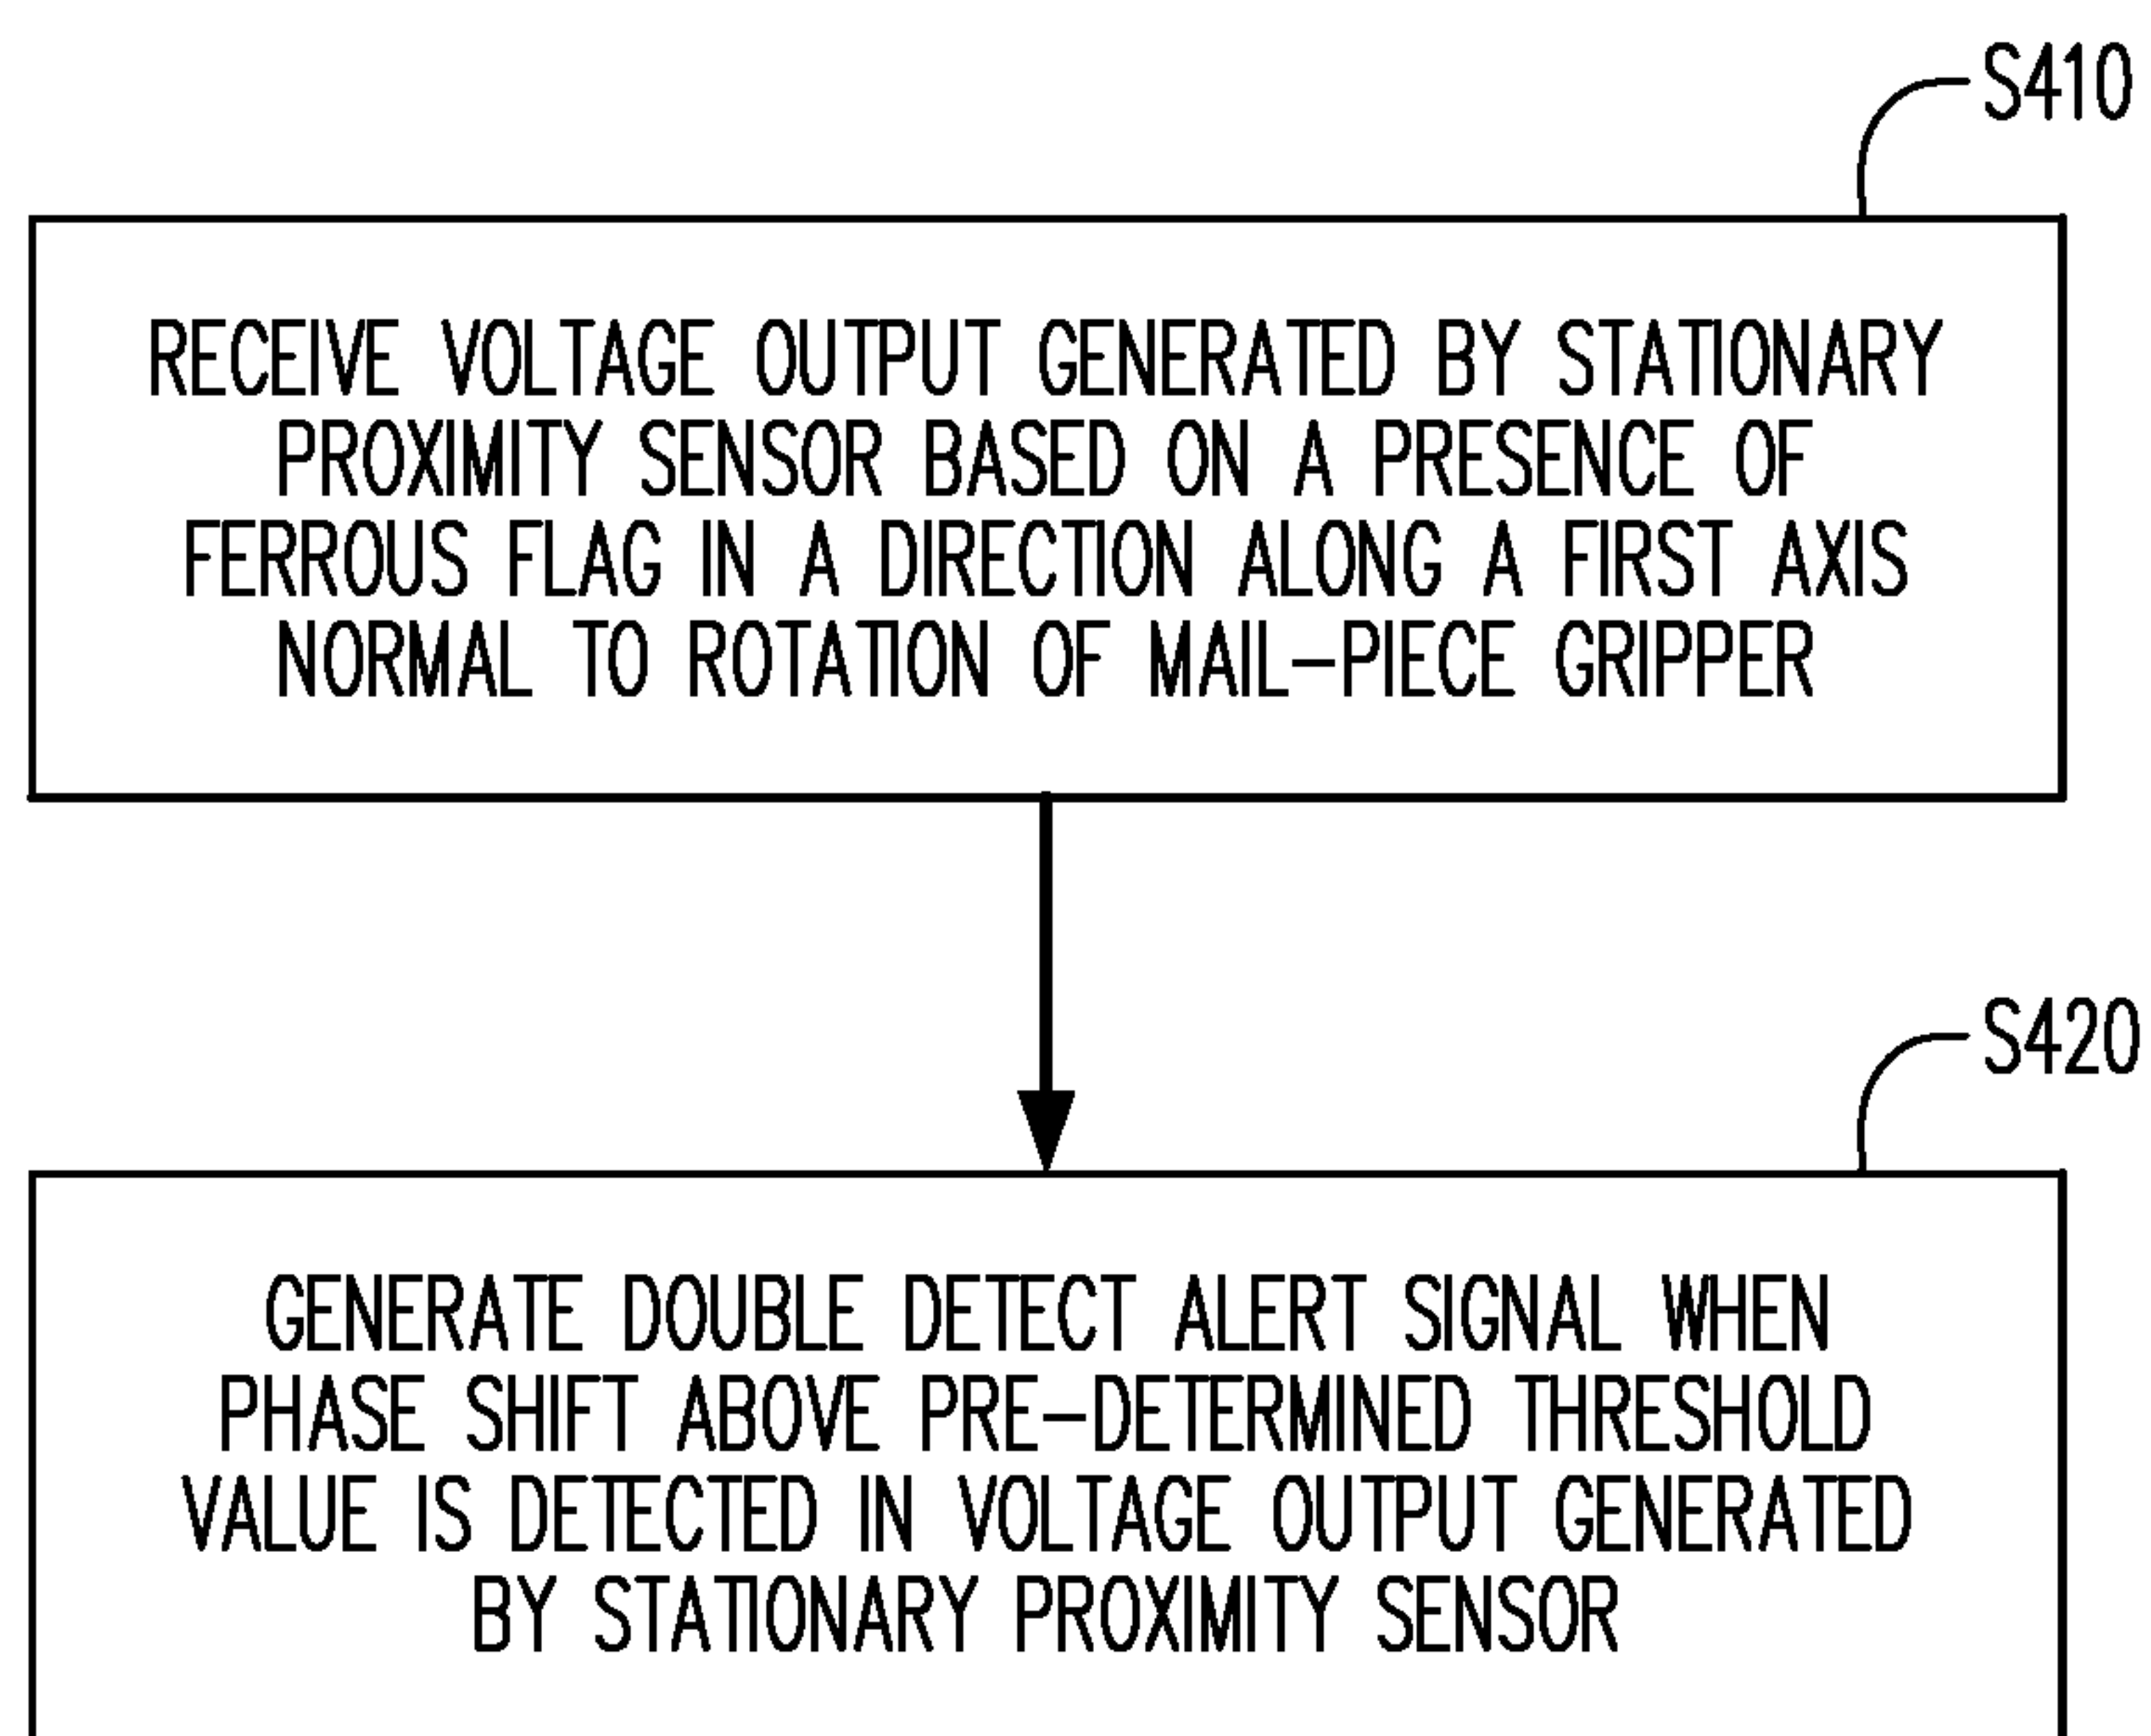 S410
RECEIVE VOLTAGE OUTPUT GENERATED BY STATIONARY
PROXIMITY SENSOR BASED ON A PRESENCE OF
FERROUS FLAG IN A DIRECTION ALONG A FIRST AXIS
NORMAL TO ROTATION OF MAIL-PIECE GRIPPER
S420
GENERATE DOUBLE DETECT ALERT SIGNAL WHEN
PHASE SHIFT ABOVE PRE-DETERMINED THRESHOLD
VALUE IS DETECTED IN VOLTAGE OUTPUT GENERATED
BY STATIONARY PROXIMITY SENSOR